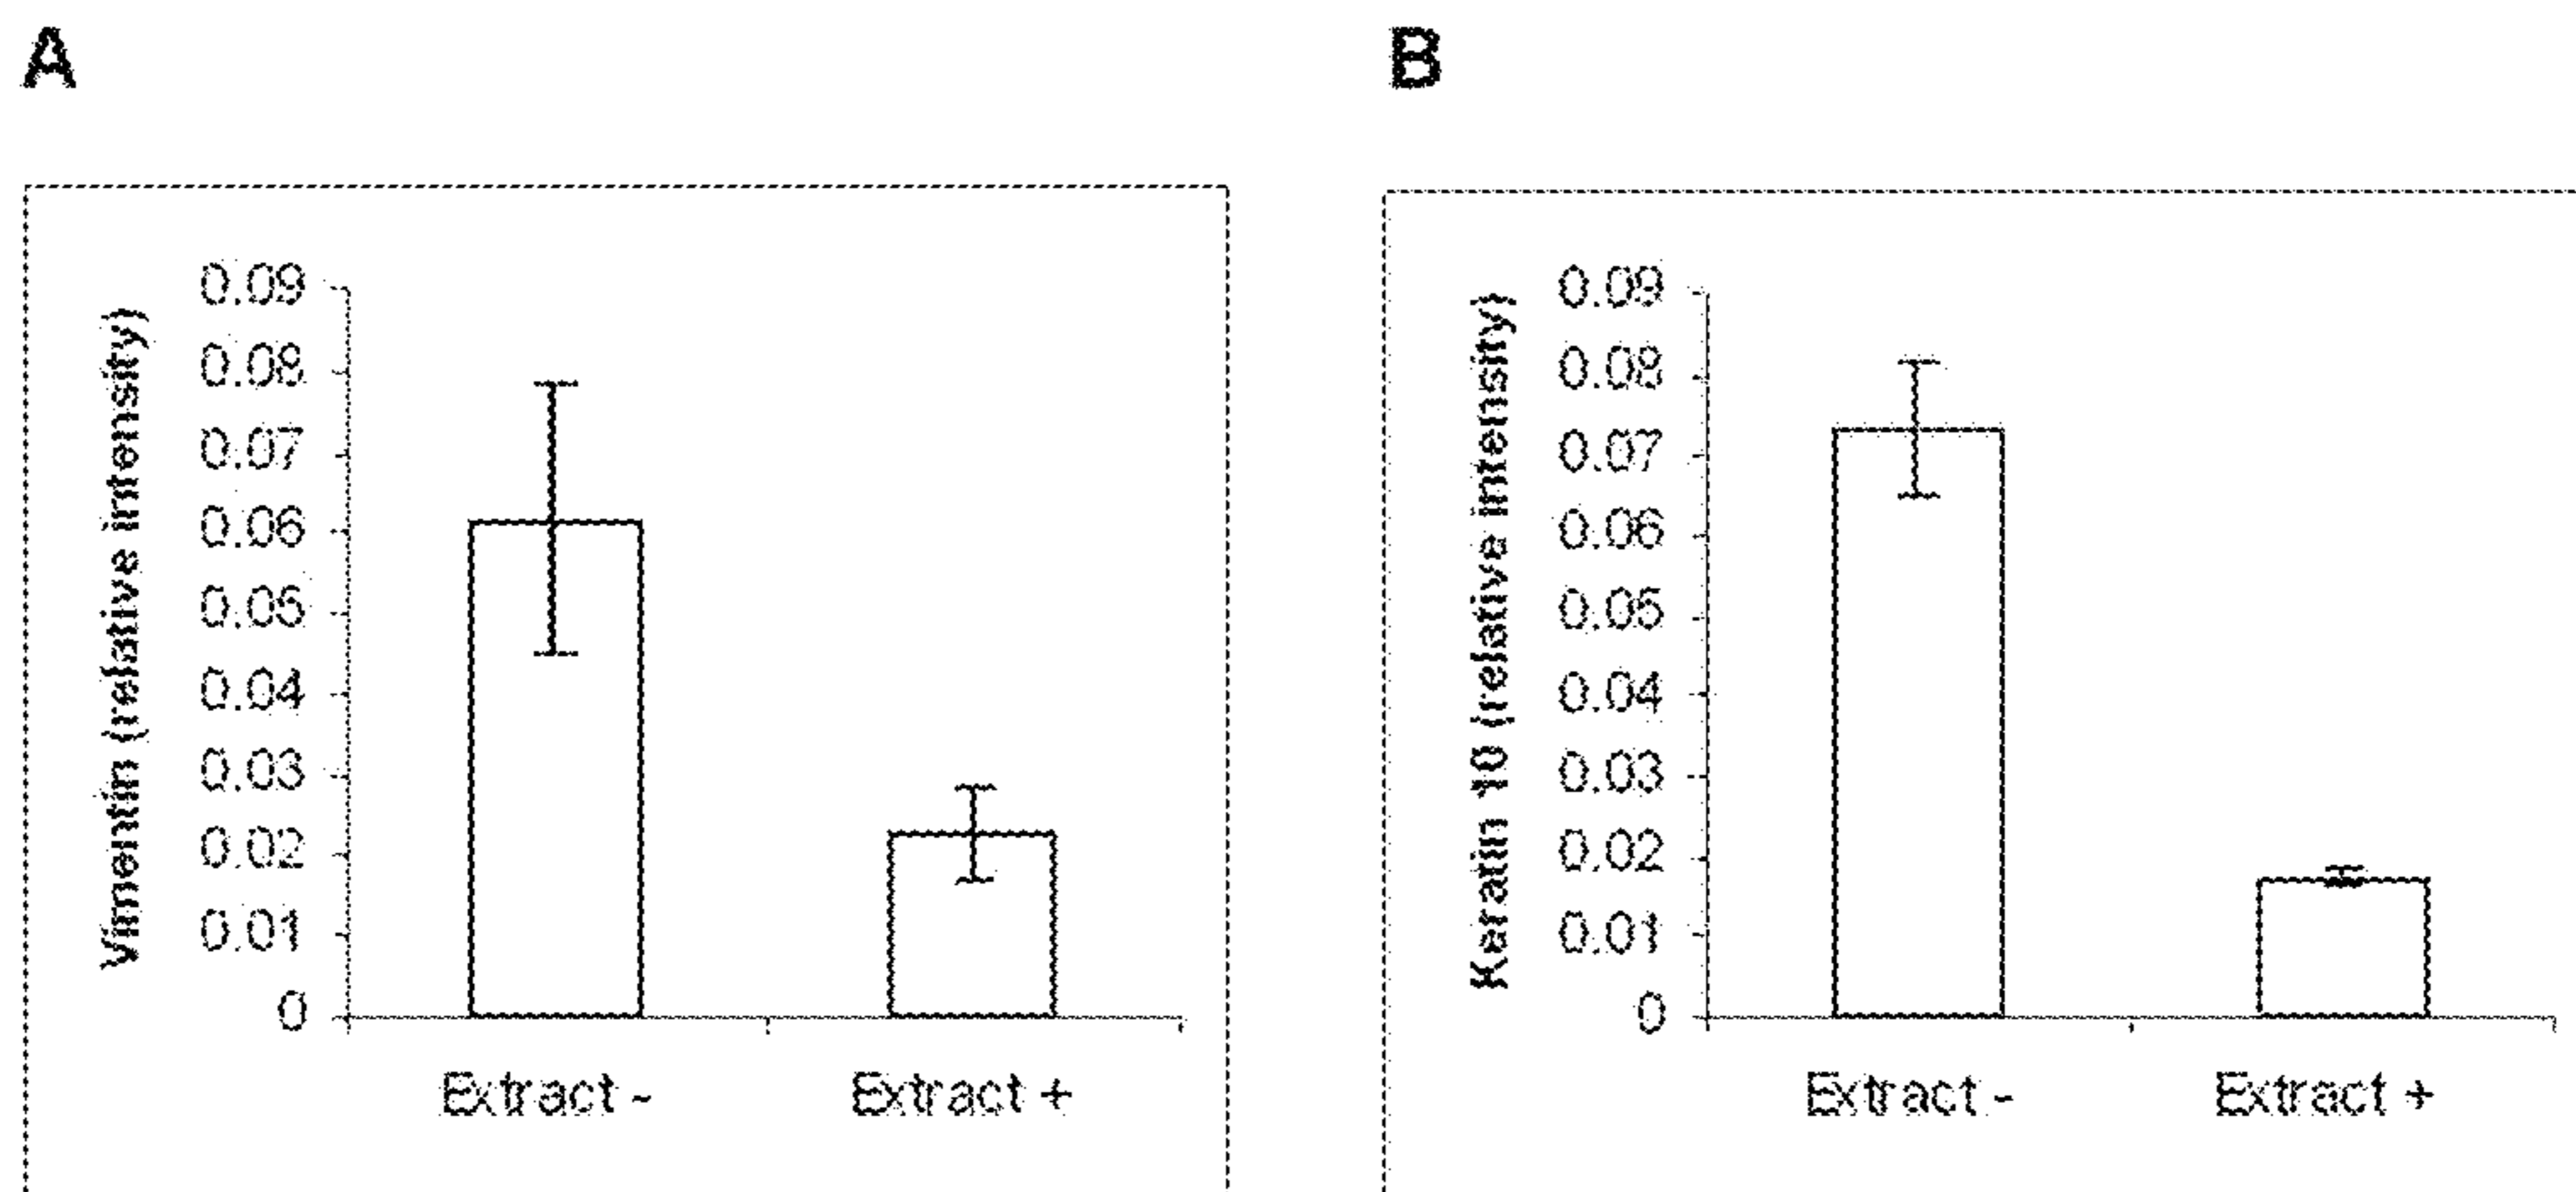 A
Vimentin (relative intensity)
0.09
0.08
0.07
0.06
0.05
0.04
0.03
0.02
0.01
0
Extract -
Extract +
B
Keratin 10 (relative intensity)
0.09
0.08
0.07
0.06
0.05
0.04
0.03
0.02
0.01
0
Extract -
Extract +